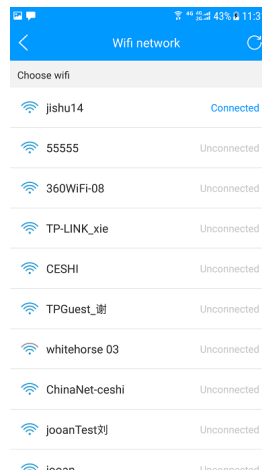 43% 11:3
Wifi network
Choose wifi
jishu14 Connected
55555 Unconnected
360WiFi-08 Unconnected
TP-LINK_xie Unconnected
CESHI Unconnected
TPGuest_谢 Unconnected
whitehorse 03 Unconnected
ChinaNet-ceshi Unconnected
jooanTest刘 Unconnected
jooan Unconnected